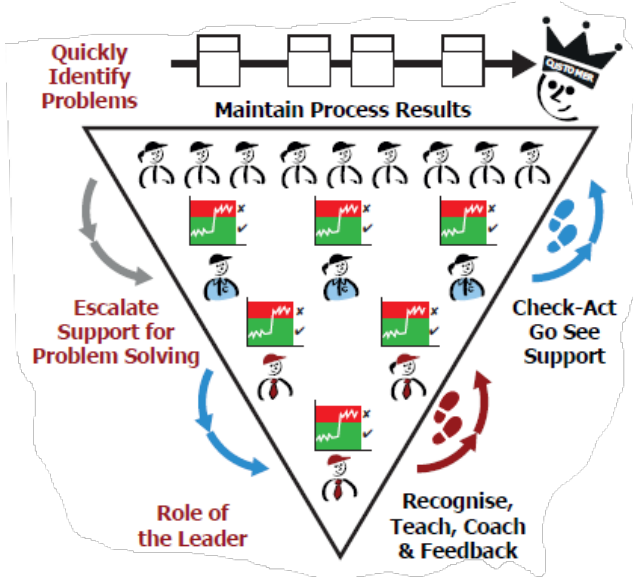 Quickly
Identify
Problems
CUSTOMER
Maintain Process Results
Escalate
Support for
Problem Solving
Check-Act
Go See
Support
Role of
the Leader
Recognise,
Teach, Coach
& Feedback